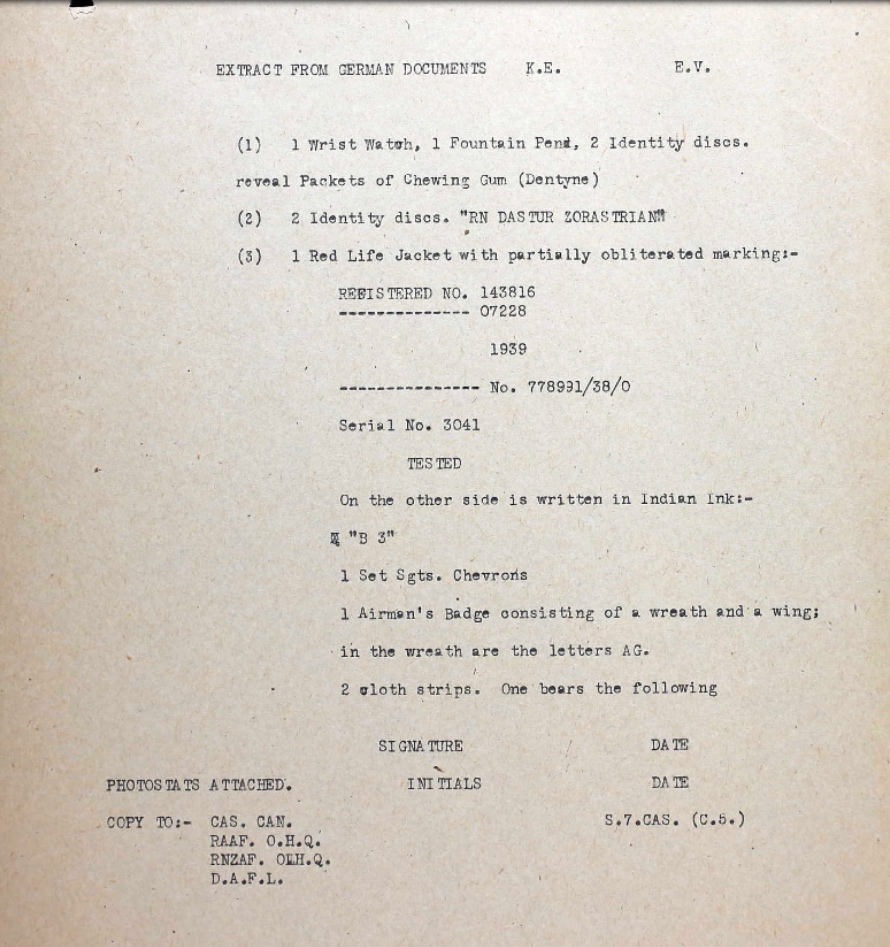 EXTRACT FROM GERMAN DOCUMENTS K.E. E.V.
(1) 1 Wrist Watch, 1 Fountain Pend, 2 Identity discs.
reveal Packets of Chewing Gum (Dentyne)
(2) 2 Identity discs. "RN DASTUR ZORASTRIAN"
(3) 1 Red Life Jacket with partially obliterated marking:-
REGISTERED NO. 143816
-------------- 07228
1939
--------------- No. 778991/38/0
Serial No. 3041
TESTED
On the other side is written in Indian Ink:-
"B 3"
1 Set Sgts. Chevrons
1 Airman's Badge consisting of a wreath and a wing;
in the wreath are the letters AG.
2 cloth strips. One bears the following
SIGNATURE DATE
PHOTOSTATS ATTACHED. INITIALS DATE
COPY TO:- CAS. CAN. S.7.CAS. (C.5.)
RAAF. O.H.Q.
RNZAF. O.H.Q.
D.A.F.L.